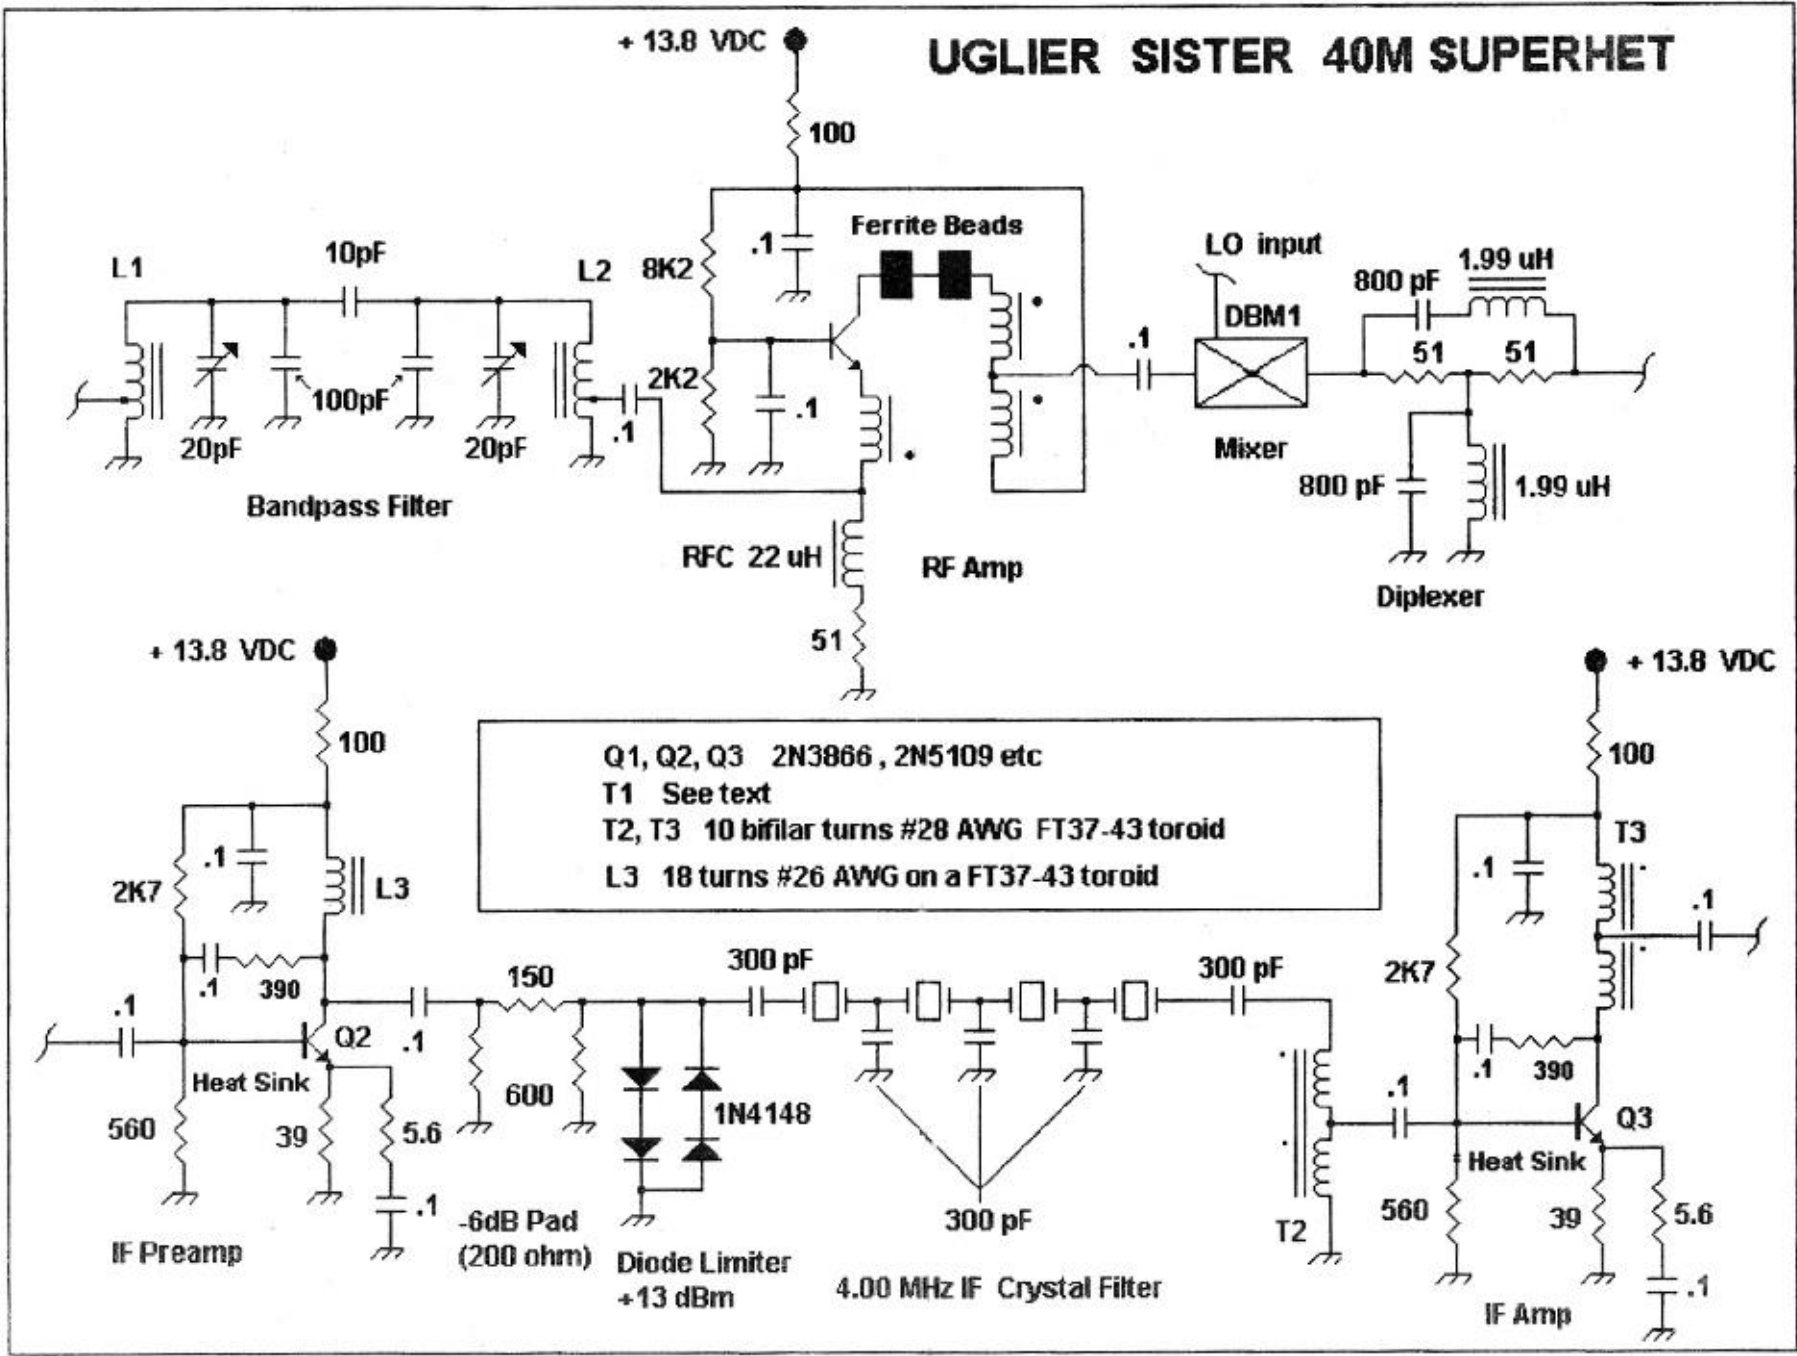 + 13.8 VDC
UGLIER SISTER 40M SUPERHET
100
Ferrite Beads
LO input
1.99 uH
800 pF
L1
10pF
L2
8K2
.1
DBM1
.1
51
51
100pF
2K2
.1
.1
20pF
20pF
Mixer
800 pF
1.99 uH
Bandpass Filter
RFC 22 uH
RF Amp
Diplexer
51
+ 13.8 VDC
+ 13.8 VDC
100
Q1, Q2, Q3 2N3866 , 2N5109 etc
T1 See text
T2, T3 10 bifilar turns #28 AWG FT37-43 toroid
L3 18 turns #26 AWG on a FT37-43 toroid
100
T3
.1
2K7
L3
.1
.1
300 pF
300 pF
2K7
150
.1
390
.1
Q2
.1
Heat Sink
600
1N4148
.1
.1
390
Q3
560
39
5.6
Heat Sink
.1
300 pF
T2
560
39
5.6
.1
IF Preamp
-6dB Pad
(200 ohm)
Diode Limiter
+13 dBm
4.00 MHz IF Crystal Filter
IF Amp